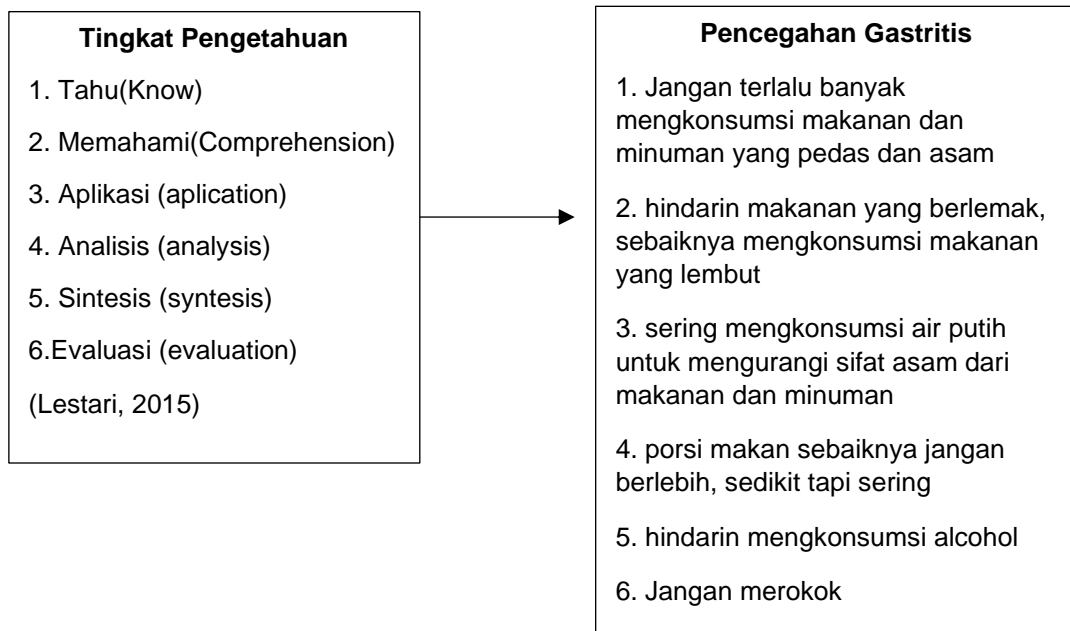 Tingkat Pengetahuan
1. Tahu(Know)
2. Memahami(Comprehension)
3. Aplikasi (aplication)
4. Analisis (analysis)
5. Sintesis (syntesis)
6.Evaluasi (evaluation)
(Lestari, 2015)
Pencegahan Gastritis
1. Jangan terlalu banyak
mengkonsumsi makanan dan
minuman yang pedas dan asam
2. hindarin makanan yang berlemak,
sebaiknya mengkonsumsi makanan
yang lembut
3. sering mengkonsumsi air putih
untuk mengurangi sifat asam dari
makanan dan minuman
4. porsi makan sebaiknya jangan
berlebih, sedikit tapi sering
5. hindarin mengkonsumsi alcohol
6. Jangan merokok